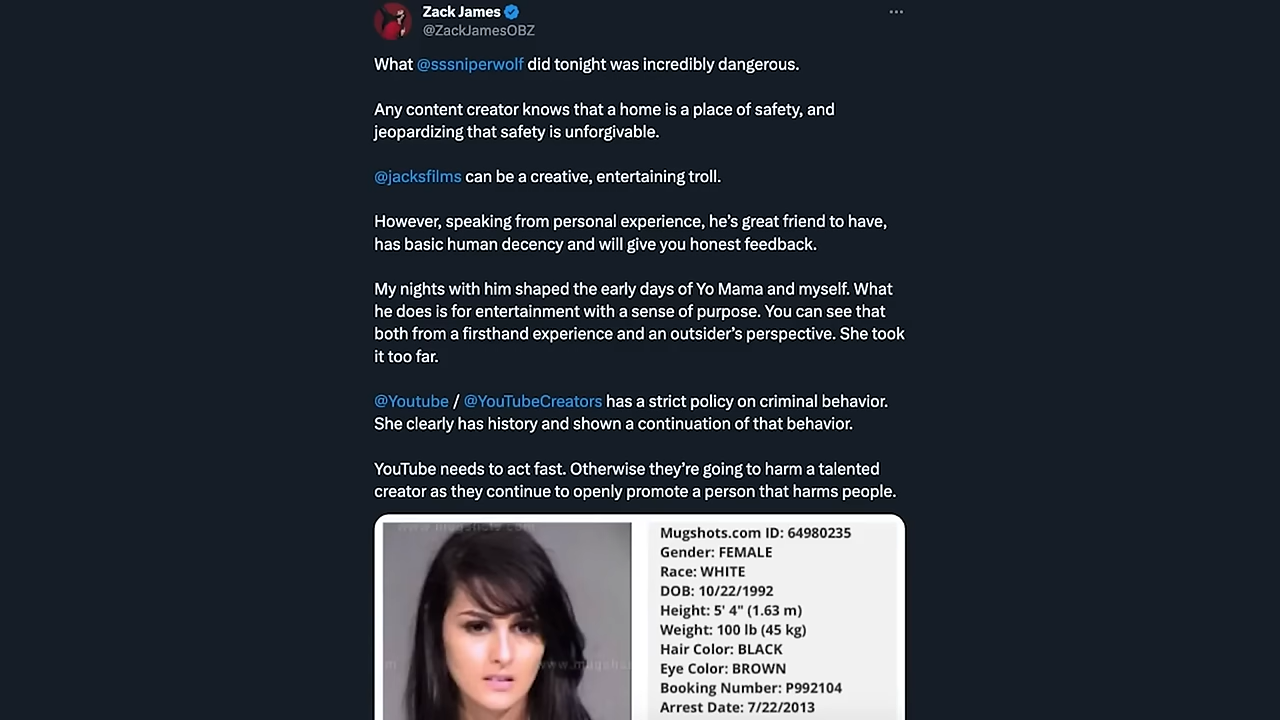 Zack James
@ZackJamesOBZ
What @sssniperwolf did tonight was incredibly dangerous.
Any content creator knows that a home is a place of safety, and
jeopardizing that safety is unforgivable.
@jacksfilms can be a creative, entertaining troll.
However, speaking from personal experience, he's great friend to have,
has basic human decency and will give you honest feedback.
My nights with him shaped the early days of Yo Mama and myself. What
he does is for entertainment with a sense of purpose. You can see that
both from a firsthand experience and an outsider's perspective. She took
it too far.
@Youtube / @YouTubeCreators has a strict policy on criminal behavior.
She clearly has history and shown a continuation of that behavior.
YouTube needs to act fast. Otherwise they're going to harm a talented
creator as they continue to openly promote a person that harms people.
Mugshots.com ID: 64980235
Gender: FEMALE
Race: WHITE
DOB: 10/22/1992
Height: 5' 4" (1.63 m)
Weight: 100 lb (45 kg)
Hair Color: BLACK
Eye Color: BROWN
Booking Number: P992104
Arrest Date: 7/22/2013